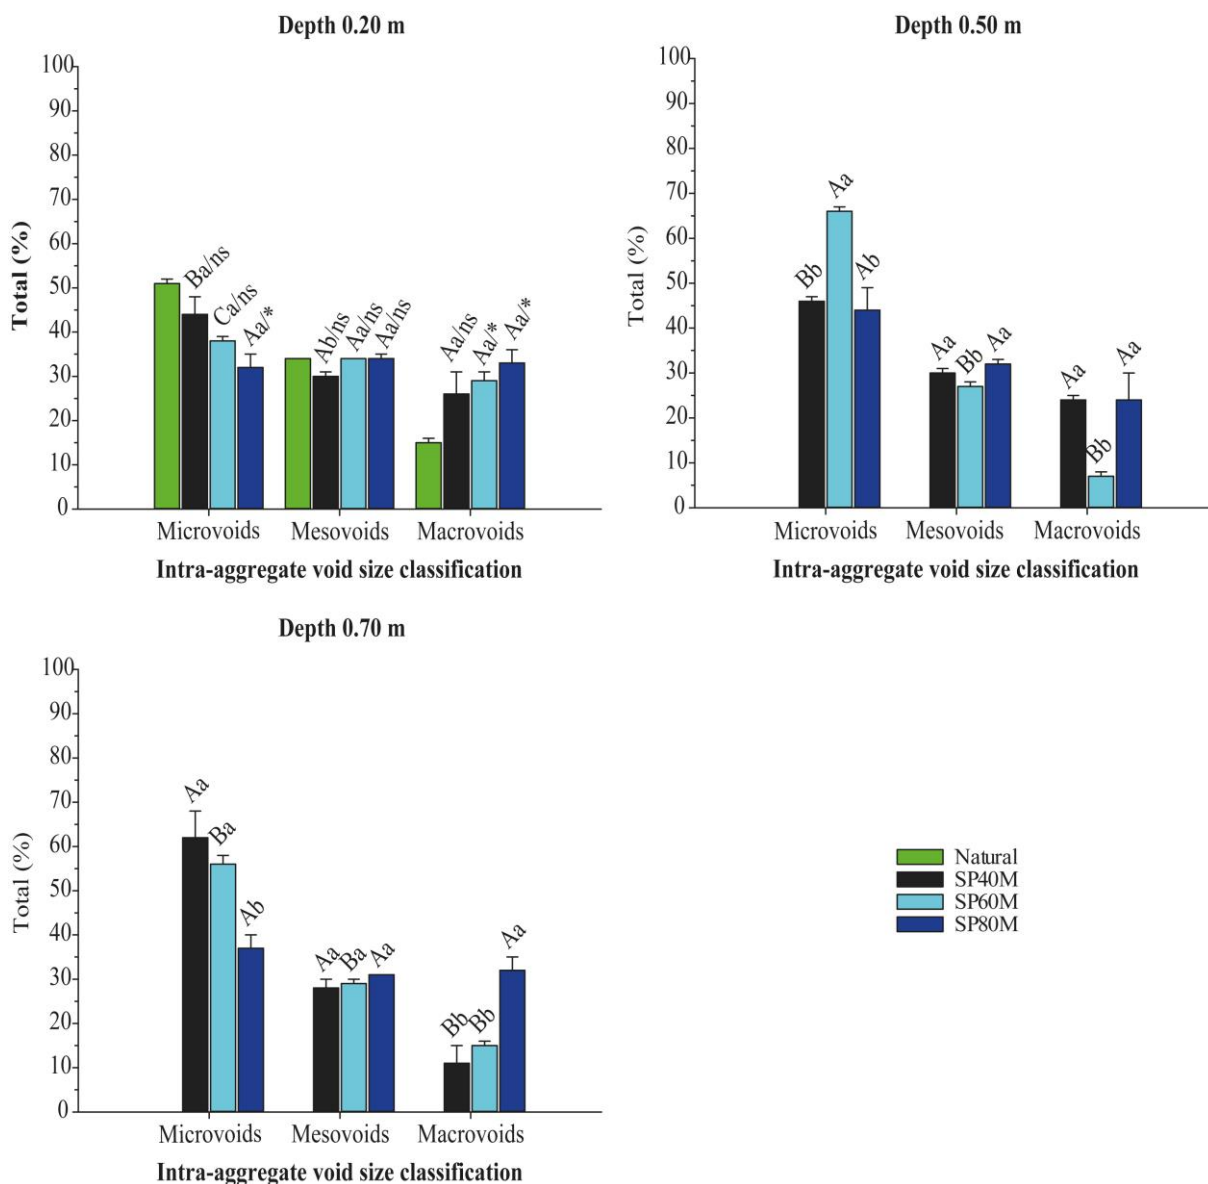 Depth 0.20 m
Total (%)
100
90
80
70
60
50
40
30
20
10
0
Ba/ns
Ca/ns
Aa/*
Ab/ns
Aa/ns
Aa/ns
Aa/ns
Aa/*
Aa/*
Microvoids Mesovoids Macrovoids
Intra-aggregate void size classification
Depth 0.50 m
Total (%)
100
90
80
70
60
50
40
30
20
10
0
Bb
Aa
Ab
Aa
Bb
Aa
Aa
Bb
Aa
Microvoids Mesovoids Macrovoids
Intra-aggregate void size classification
Depth 0.70 m
Total (%)
100
90
80
70
60
50
40
30
20
10
0
Aa
Ba
Ab
Aa
Ba
Aa
Bb
Bb
Aa
Microvoids Mesovoids Macrovoids
Intra-aggregate void size classification
Natural
SP40M
SP60M
SP80M